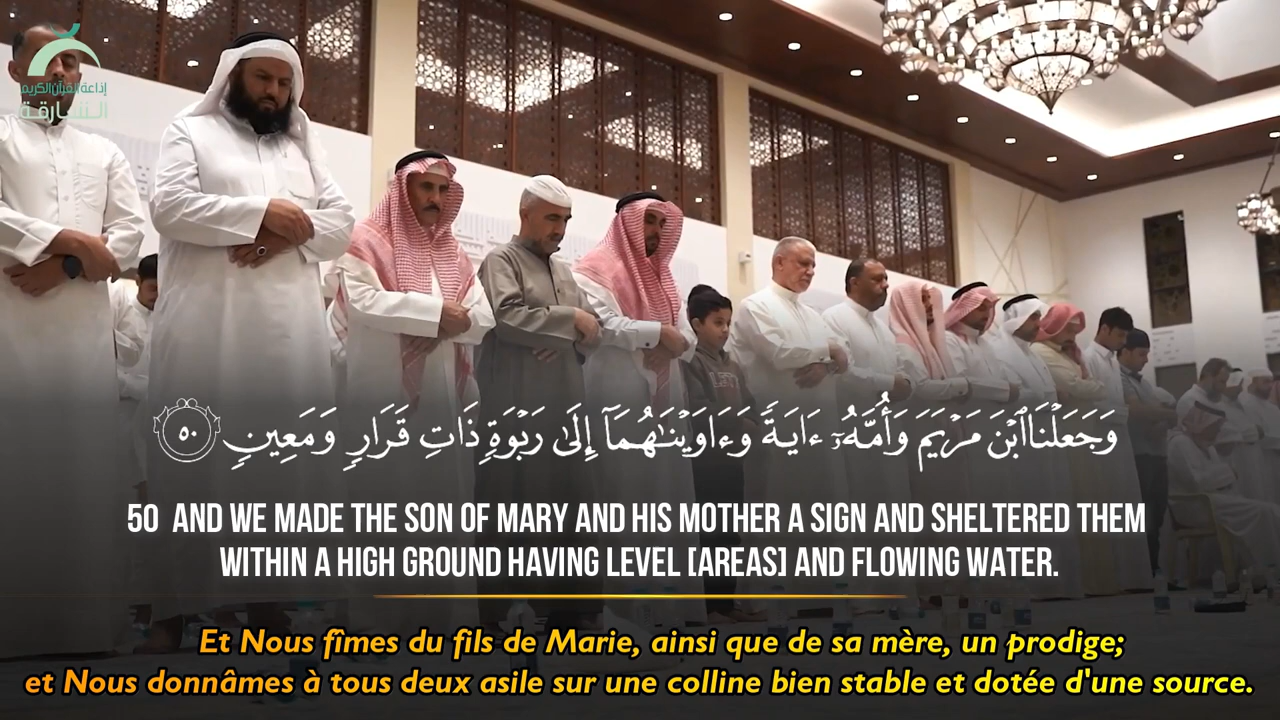 إذاعة القرآن الكريم
الشارقة
وَجَعَلْنَا ٱبْنَ مَرْيَمَ وَأُمَّهُۥٓ ءَايَةً وَءَاوَيْنَٰهُمَآ إِلَىٰ رَبْوَةٍ ذَاتِ قَرَارٍ وَمَعِينٍ ٥٠
50 AND WE MADE THE SON OF MARY AND HIS MOTHER A SIGN AND SHELTERED THEM
WITHIN A HIGH GROUND HAVING LEVEL [AREAS] AND FLOWING WATER.
Et Nous fîmes du fils de Marie, ainsi que de sa mère, un prodige;
et Nous donnâmes à tous deux asile sur une colline bien stable et dotée d'une source.